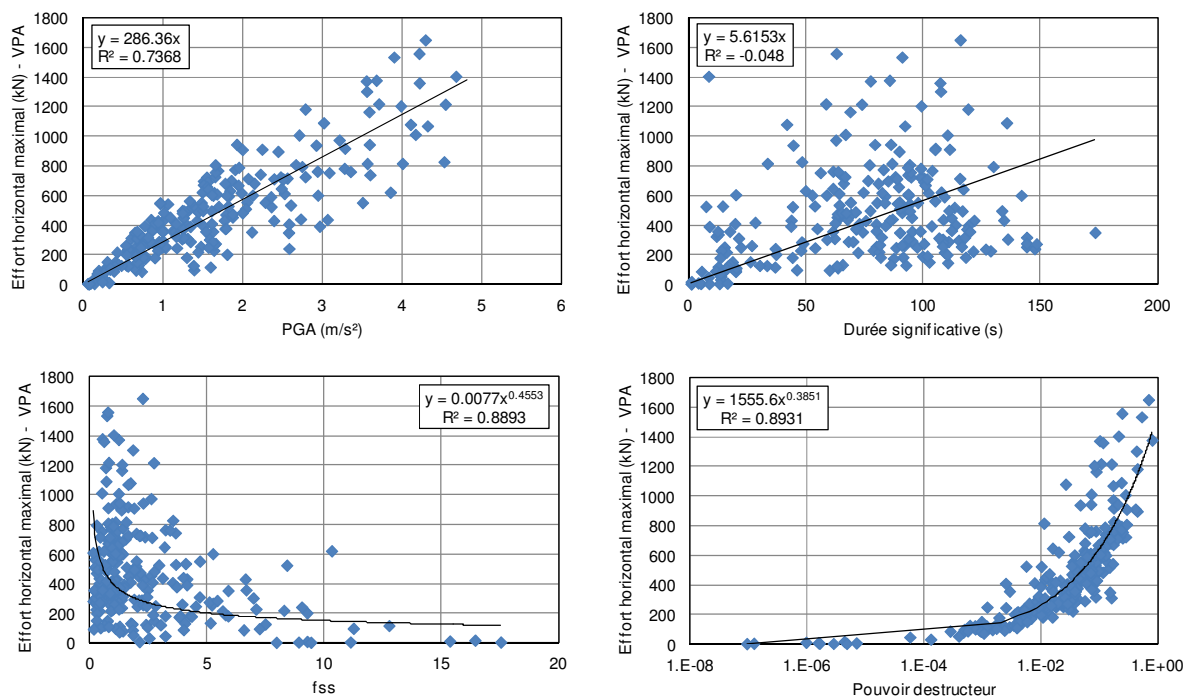 Effort horizontal maximal (kN) - VPA
1800
1600
1400
1200
1000
800
600
400
200
0
y = 286.36x
R² = 0.7368
0 1 2 3 4 5 6
PGA (m/s²)
Effort horizontal maximal (kN) - VPA
1800
1600
1400
1200
1000
800
600
400
200
0
y = 5.6153x
R² = -0.048
0 50 100 150 200
Durée significative (s)
Effort horizontal maximal (kN) - VPA
1800
1600
1400
1200
1000
800
600
400
200
0
y = 0.0077x^0.4553
R² = 0.8893
0 5 10 15 20
fss
Effort horizontal maximal (kN) - VPA
1800
1600
1400
1200
1000
800
600
400
200
0
y = 1555.6x^0.3851
R² = 0.8931
1.E-08 1.E-06 1.E-04 1.E-02 1.E+00
Pouvoir destructeur